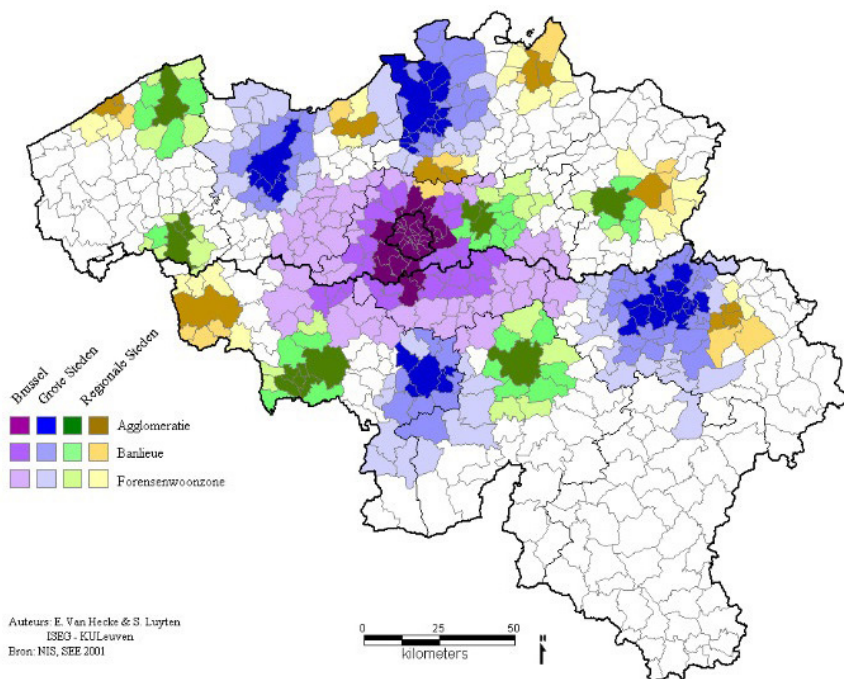 Brussel
Grote Steden
Regionale Steden
Agglomeratie
Banlieue
Forensenwoonzone
Auteurs: E. Van Hecke & S. Luyten
ISEG - KULeuven
Bron: NIS, SEE 2001
0 25 50
kilometers